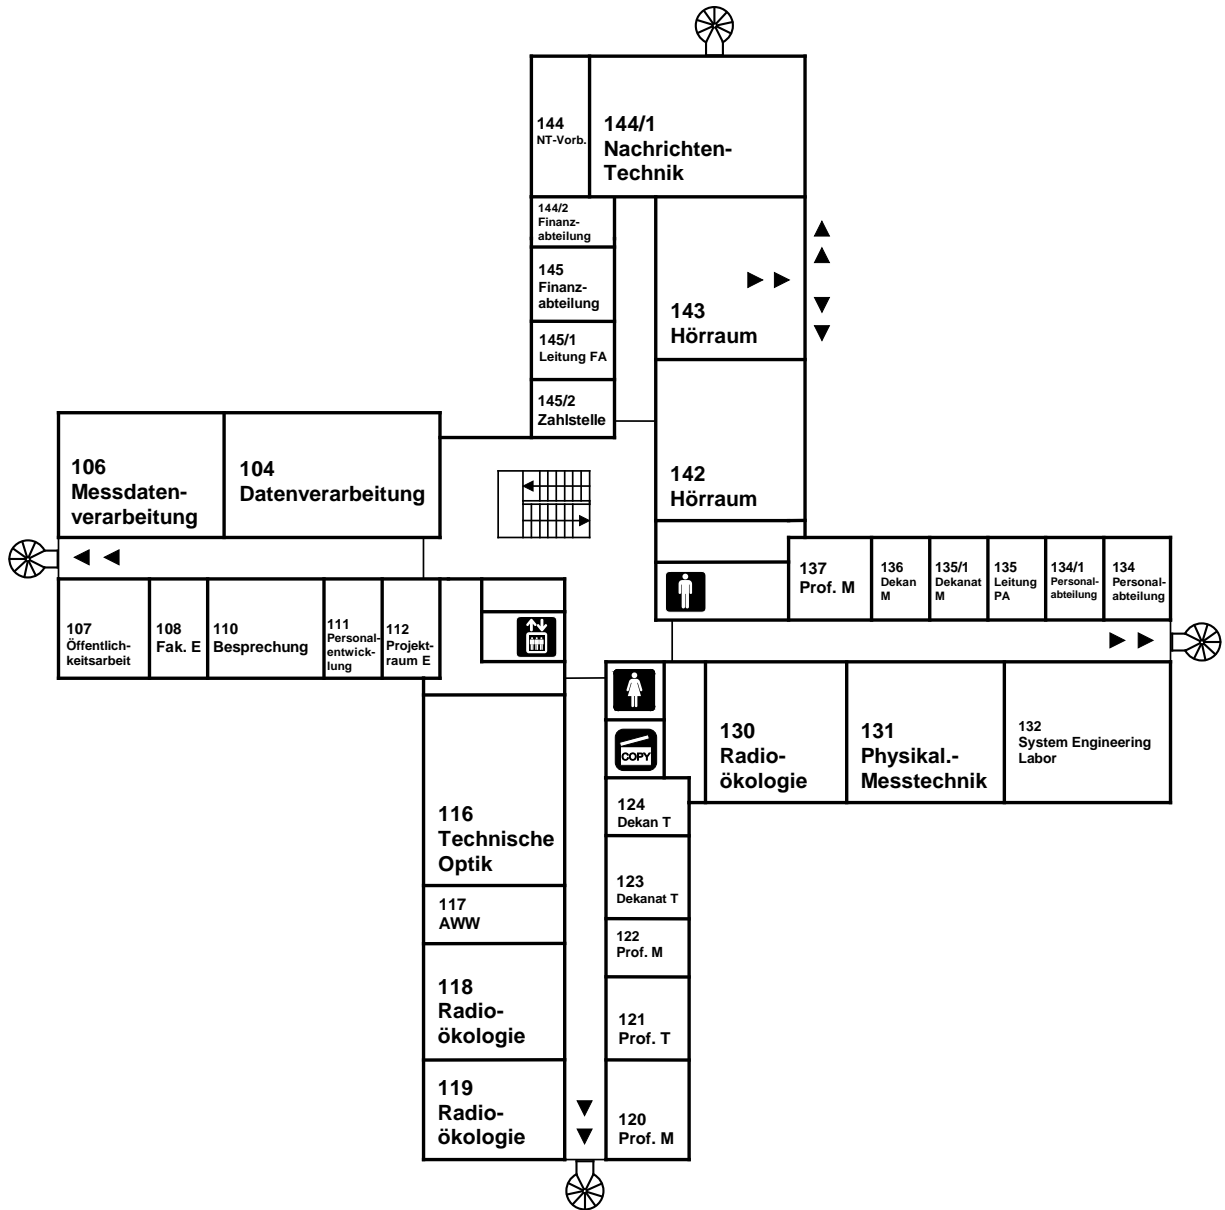 144
NT-Vorb.
144/1
Nachrichten-
Technik
144/2
Finanz-
abteilung
145
Finanz-
abteilung
145/1
Leitung FA
145/2
Zahlstelle
143
Hörraum
142
Hörraum
106
Messdaten-
verarbeitung
104
Datenverarbeitung
137
Prof. M
136
Dekan
M
135/1
Dekanat
M
135
Leitung
PA
134/1
Personal-
abteilung
134
Personal-
abteilung
107
Öffentlich-
keitsarbeit
108
Fak. E
110
Besprechung
111
Personal-
entwick-
lung
112
Projekt-
raum E
COPY
130
Radio-
ökologie
131
Physikal.-
Messtechnik
132
System Engineering
Labor
116
Technische
Optik
124
Dekan T
123
Dekanat T
117
AWW
122
Prof. M
118
Radio-
ökologie
121
Prof. T
119
Radio-
ökologie
120
Prof. M